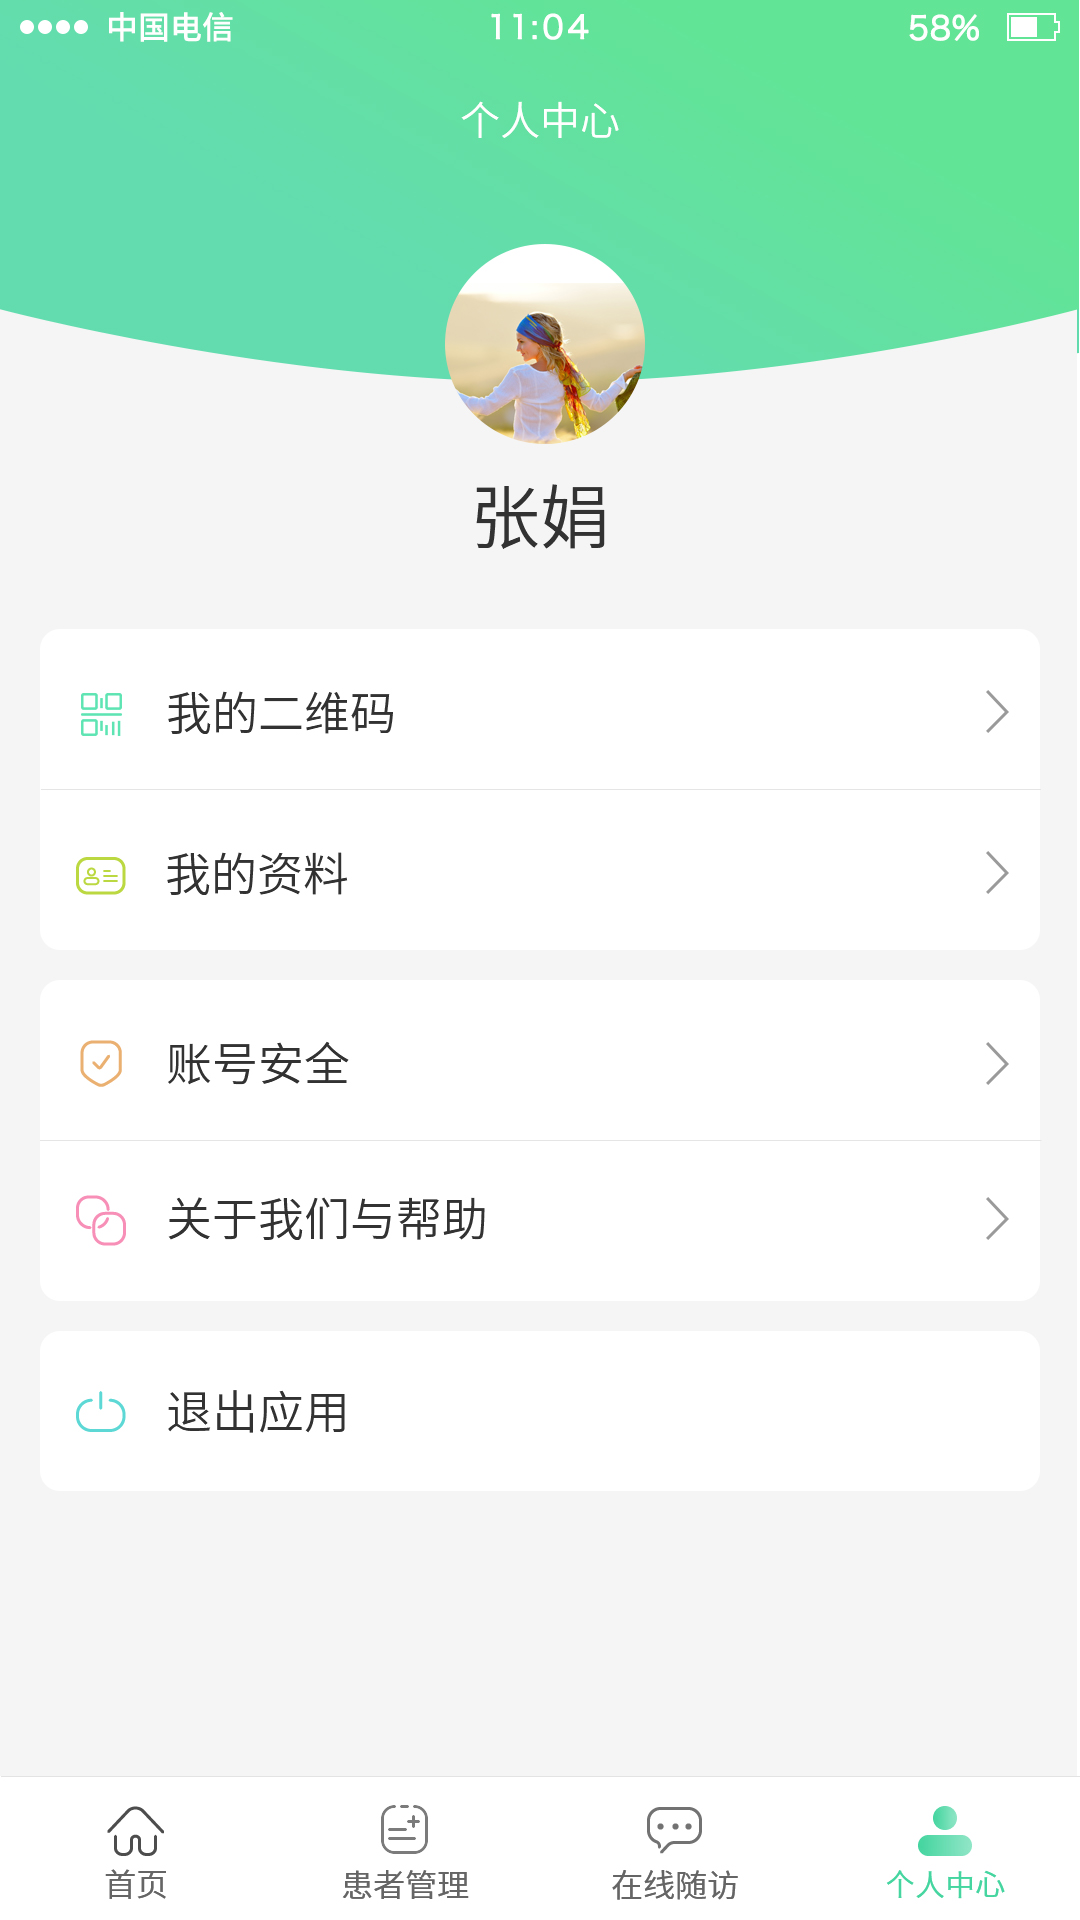 中国电信 11:04 58%
个人中心
张娟
我的二维码
我的资料
账号安全
关于我们与帮助
退出应用
首页 患者管理 在线随访 个人中心